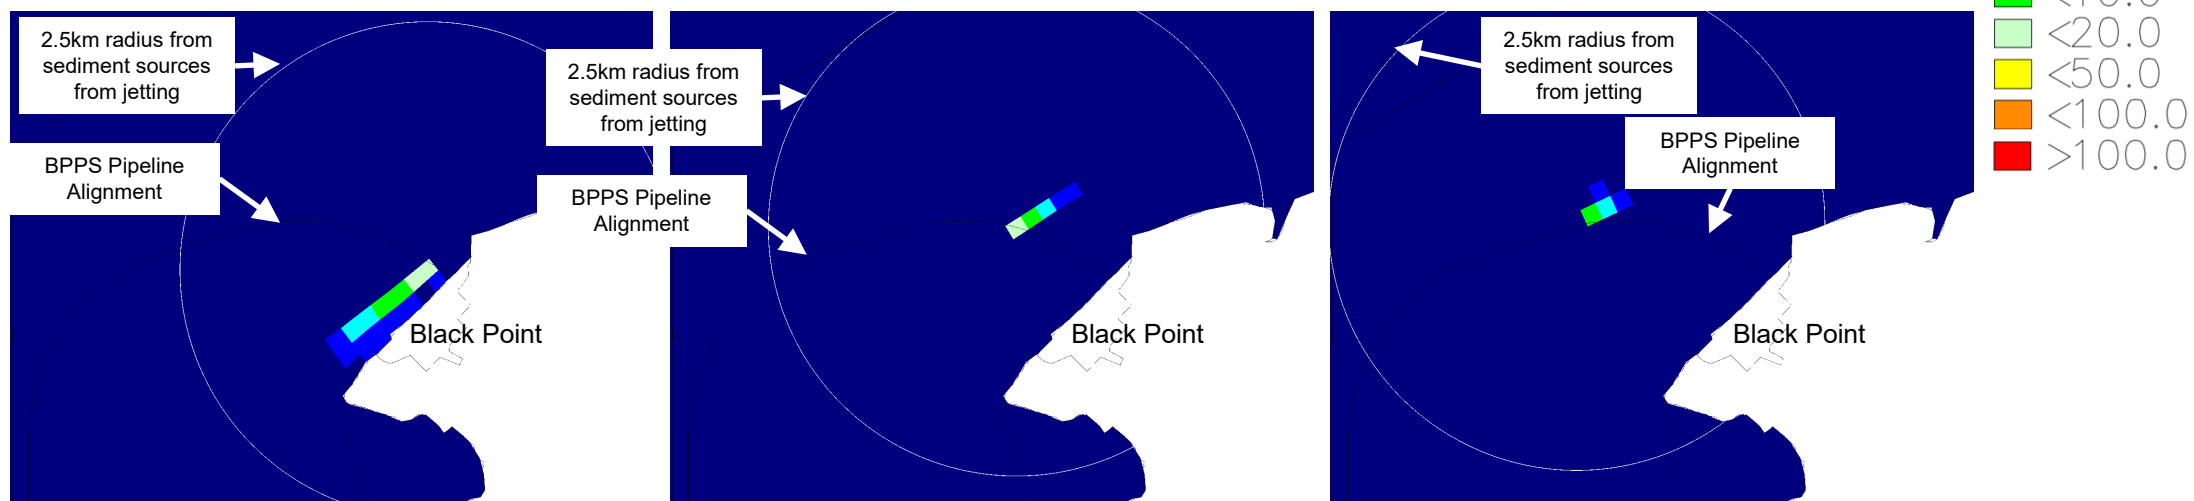 2.5km radius from
sediment sources
from jetting
BPPS Pipeline
Alignment
Black Point
2.5km radius from
sediment sources
from jetting
BPPS Pipeline
Alignment
Black Point
2.5km radius from
sediment sources
from jetting
BPPS Pipeline
Alignment
Black Point
<20.0
<50.0
<100.0
>100.0